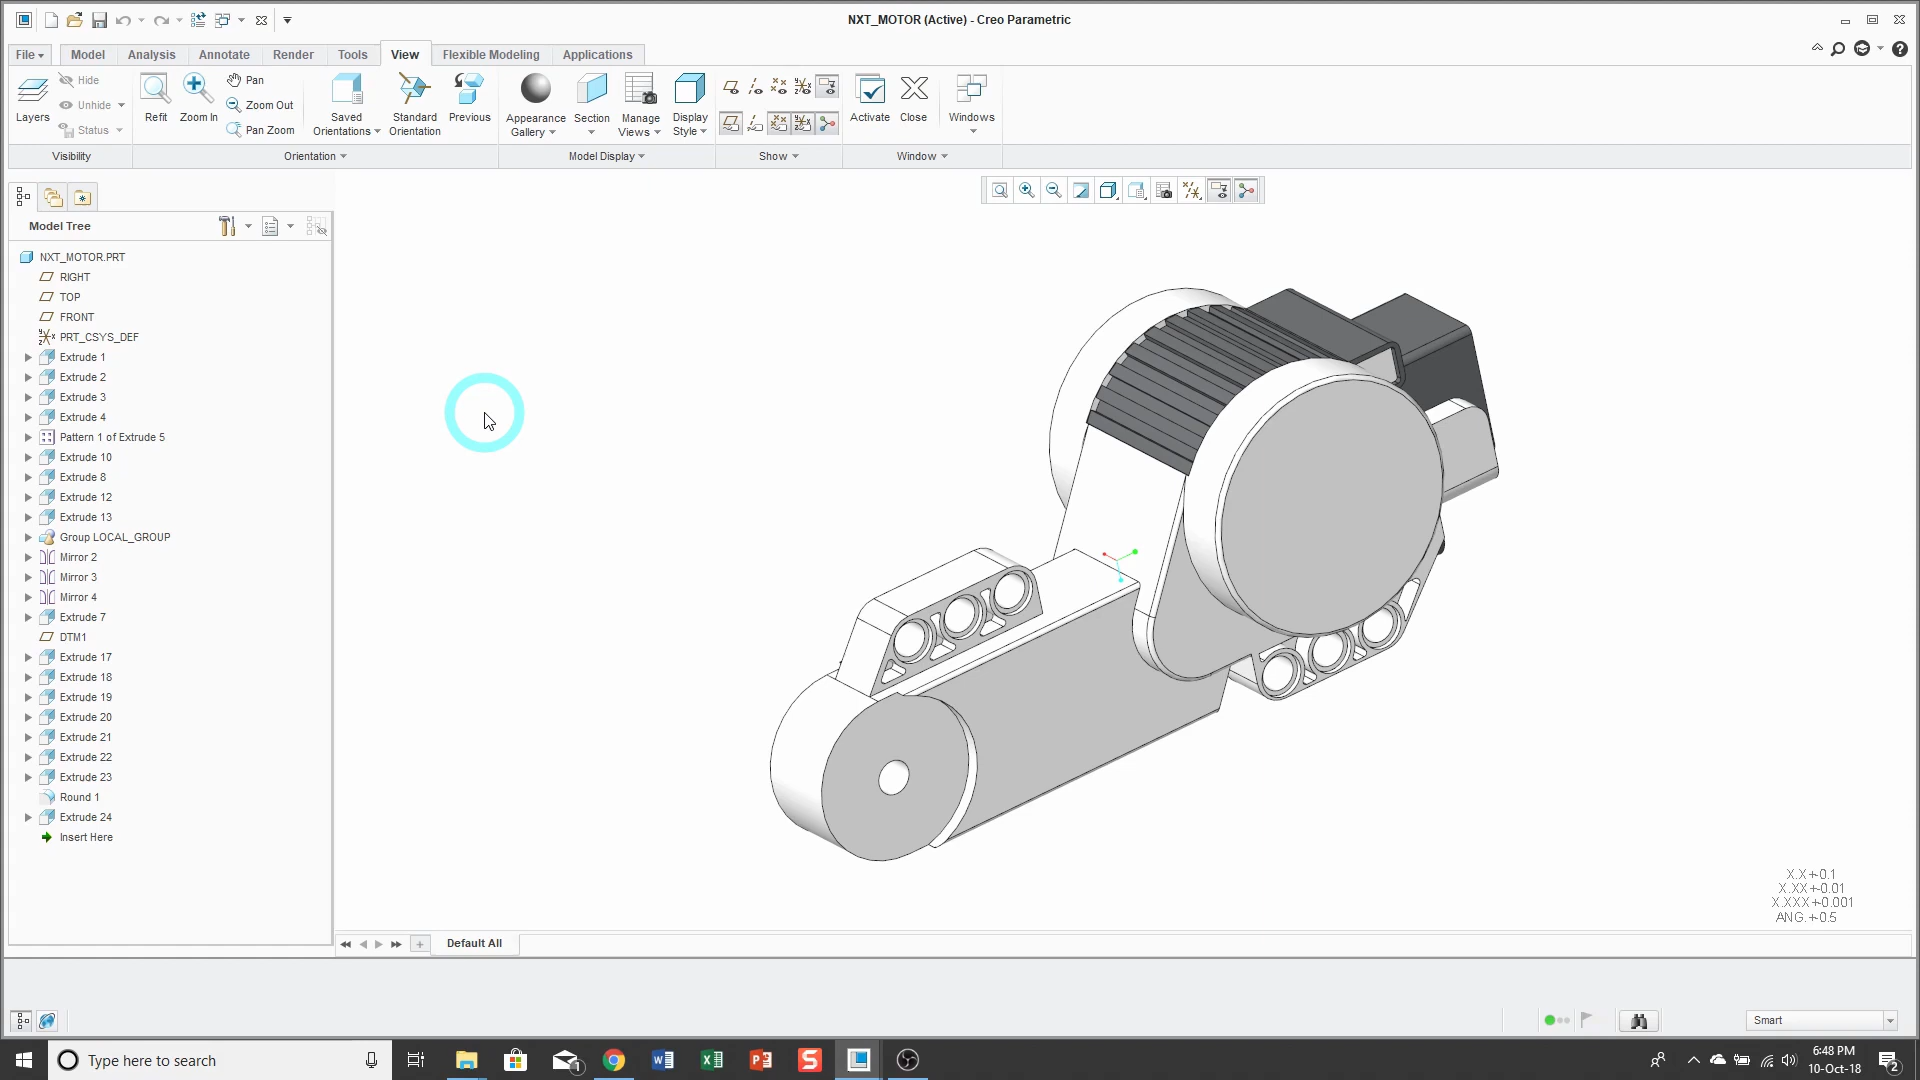 NXT_MOTOR (Active) - Creo Parametric
File Model Analysis Annotate Render Tools View Flexible Modeling Applications
Layers
Hide
Unhide
Status
Refit
Zoom In
Pan
Zoom Out
Pan Zoom
Saved Orientations
Standard Orientation
Previous
Appearance Gallery
Section
Manage Views
Display Style
Activate
Close
Windows
Visibility Orientation Model Display Show Window
Model Tree
NXT_MOTOR.PRT
RIGHT
TOP
FRONT
PRT_CSYS_DEF
Extrude 1
Extrude 2
Extrude 3
Extrude 4
Pattern 1 of Extrude 5
Extrude 10
Extrude 8
Extrude 12
Extrude 13
Group LOCAL_GROUP
Mirror 2
Mirror 3
Mirror 4
Extrude 7
DTM1
Extrude 17
Extrude 18
Extrude 19
Extrude 20
Extrude 21
Extrude 22
Extrude 23
Round 1
Extrude 24
Insert Here
X.X+-0.1
X.XX+-0.01
X.XXX+-0.001
ANG.+-0.5
Default All
Smart
Type here to search
6:48 PM
10-Oct-18